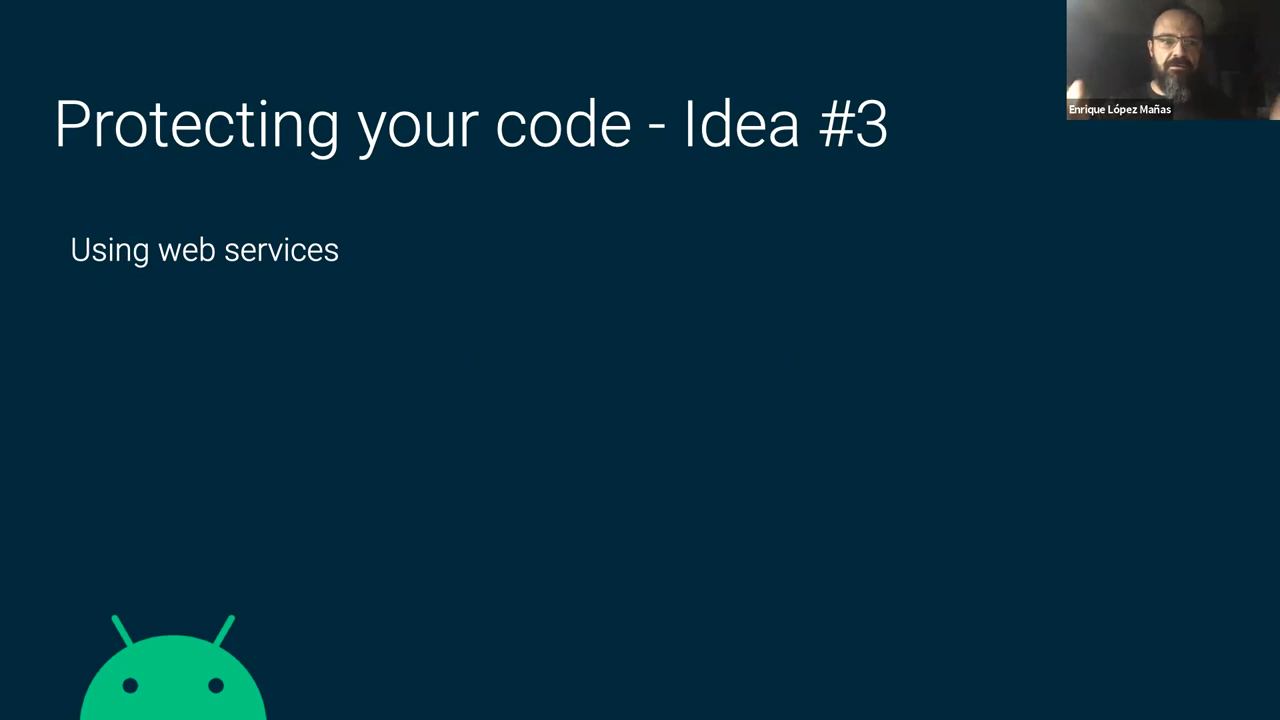 Protecting your code - Idea #3
Enrique López Mañas
Using web services